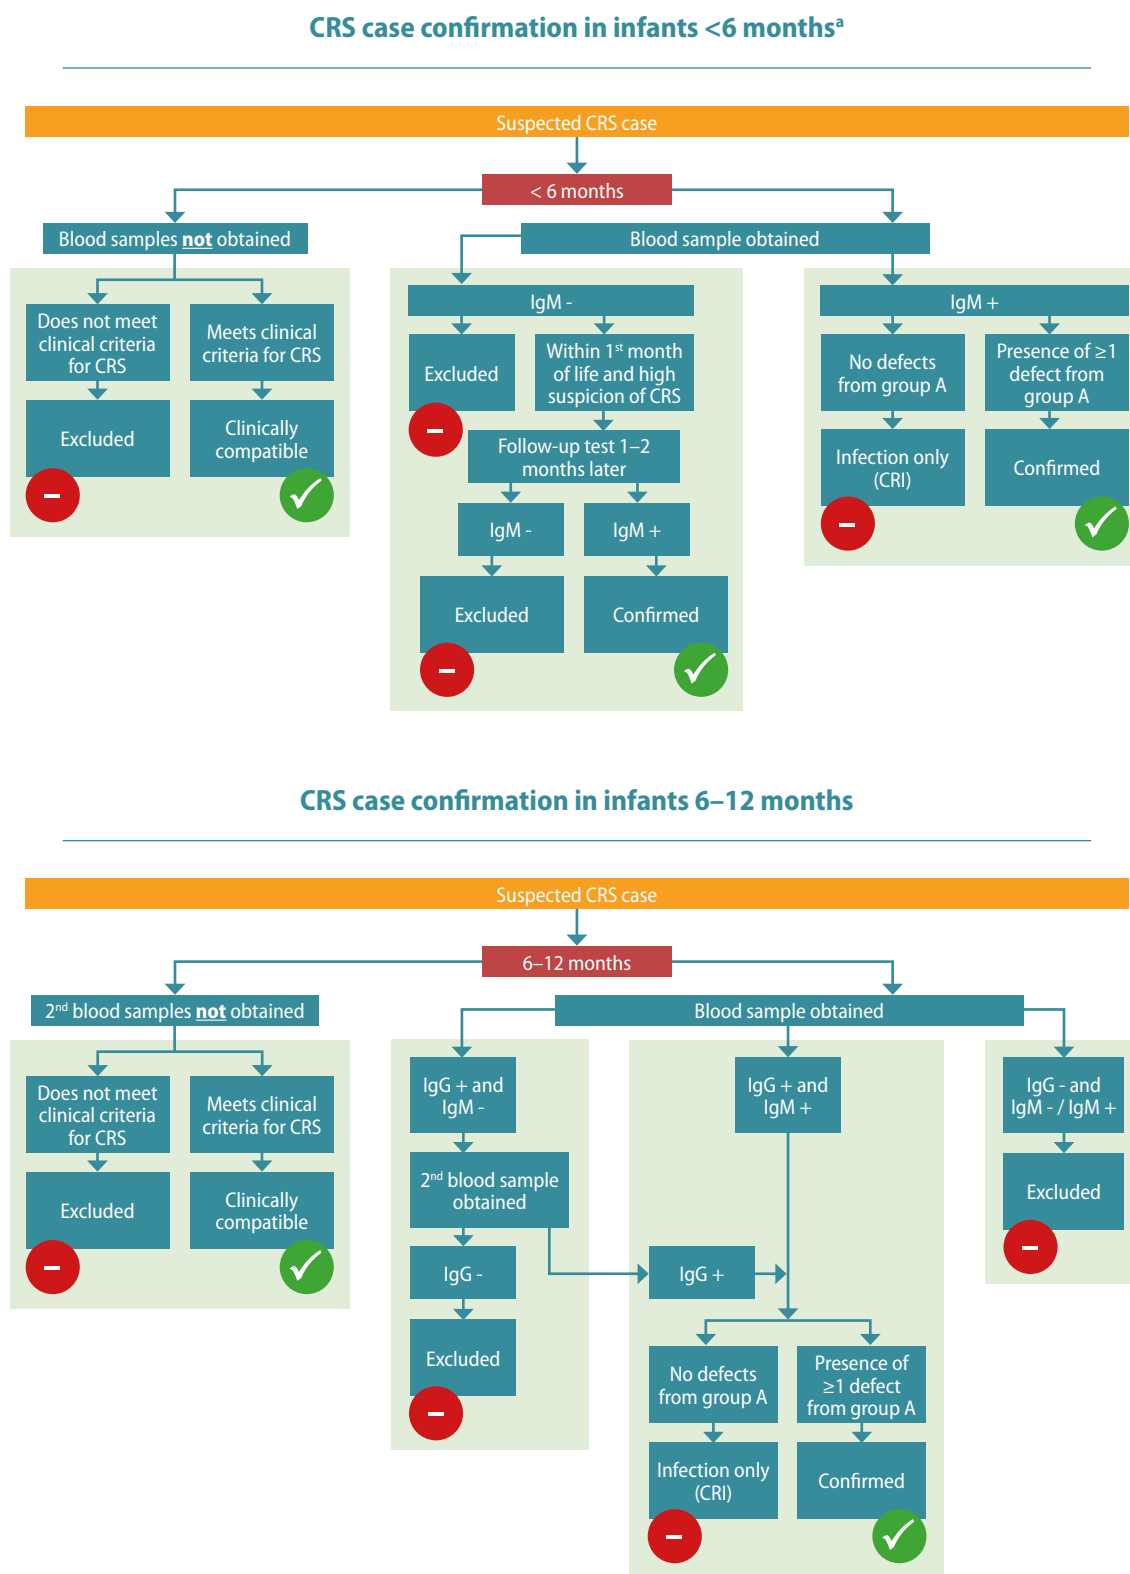 CRS case confirmation in infants <6 monthsª
Suspected CRS case
< 6 months
Blood samples not obtained
Blood sample obtained
Does not meet
clinical criteria
for CRS
Meets clinical
criteria for CRS
Excluded
Clinically
compatible
IgM -
Excluded
Within 1st month
of life and high
suspicion of CRS
Follow-up test 1–2
months later
IgM -
IgM +
Excluded
Confirmed
IgM +
No defects
from group A
Presence of ≥1
defect from
group A
Infection only
(CRI)
Confirmed
CRS case confirmation in infants 6–12 months
Suspected CRS case
6–12 months
2nd blood samples not obtained
Blood sample obtained
Does not meet
clinical criteria
for CRS
Meets clinical
criteria for CRS
Excluded
Clinically
compatible
IgG + and
IgM -
2nd blood sample
obtained
IgG -
Excluded
IgG + and
IgM +
IgG +
No defects
from group A
Presence of
≥1 defect
from group A
Infection only
(CRI)
Confirmed
IgG - and
IgM - / IgM +
Excluded